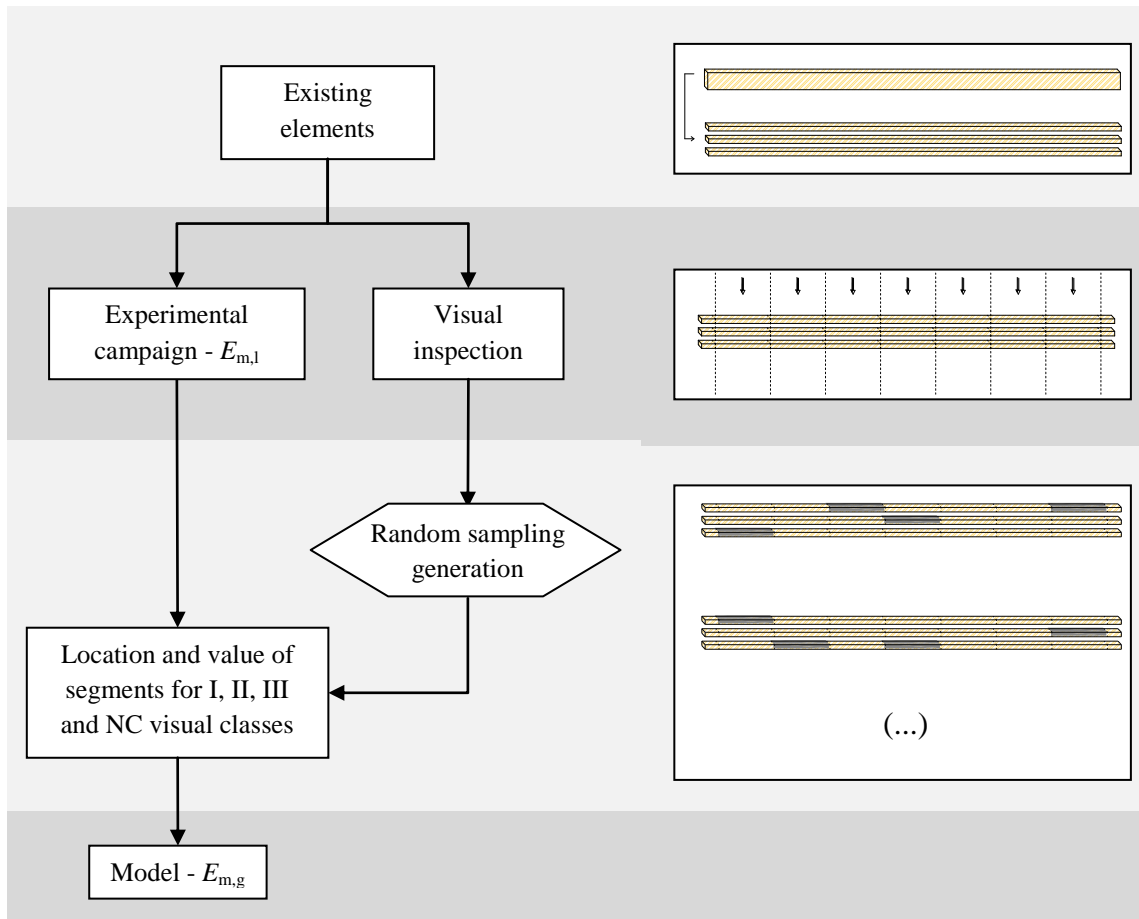 Existing
elements
Experimental
campaign - Em,l
Visual
inspection
Random sampling
generation
Location and value of
segments for I, II, III
and NC visual classes
(...)
Model - Em,g